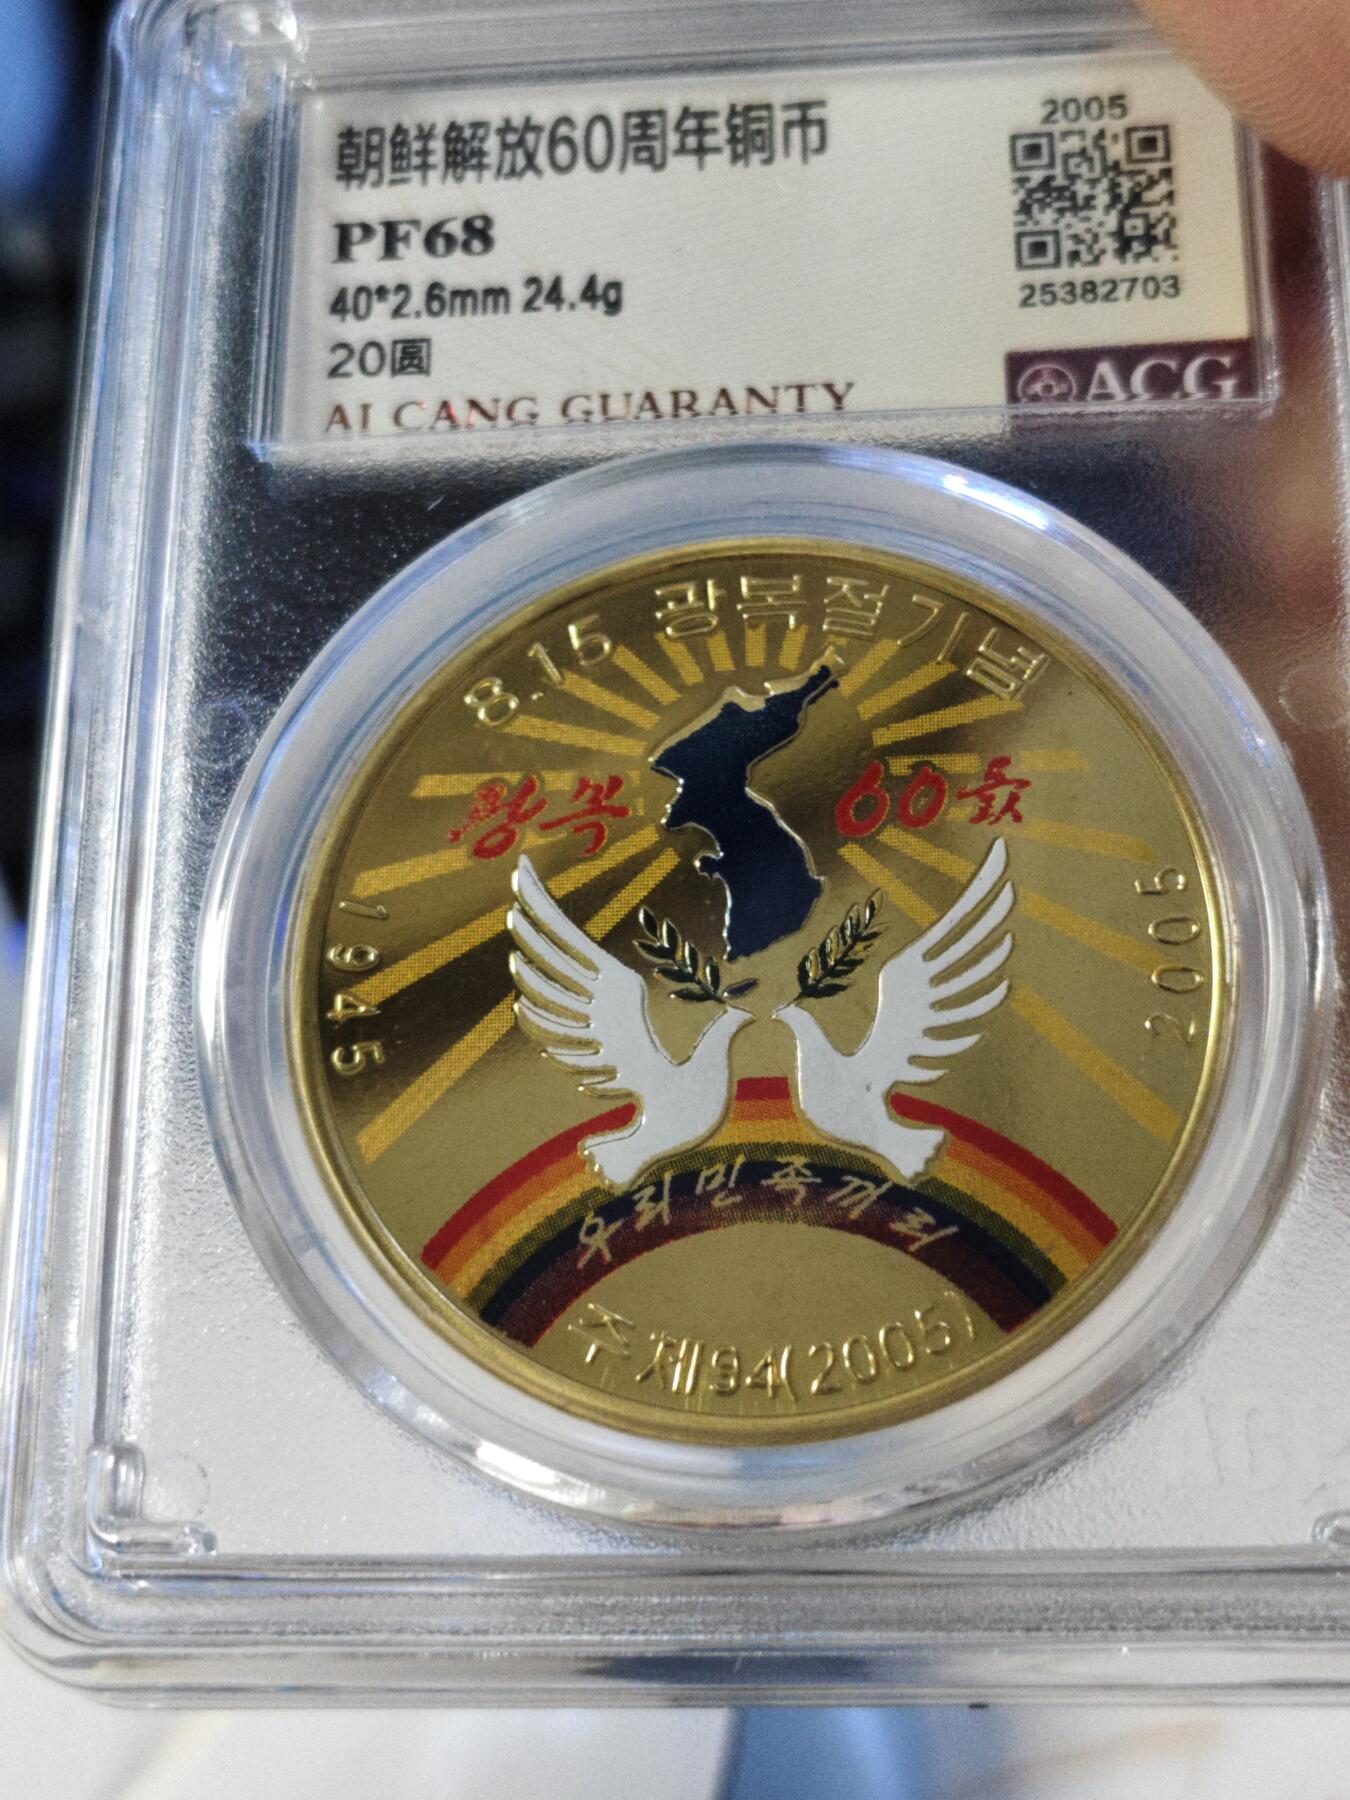 朝鲜解放60周年铜币
2005
PF68
40*2.6mm 24.4g
25382703
20圆
AI CANG GUARANTY
ACG
8.15 광복절기념
광복 60돐
1945
2005
우리민족끼리
주체94(2005)